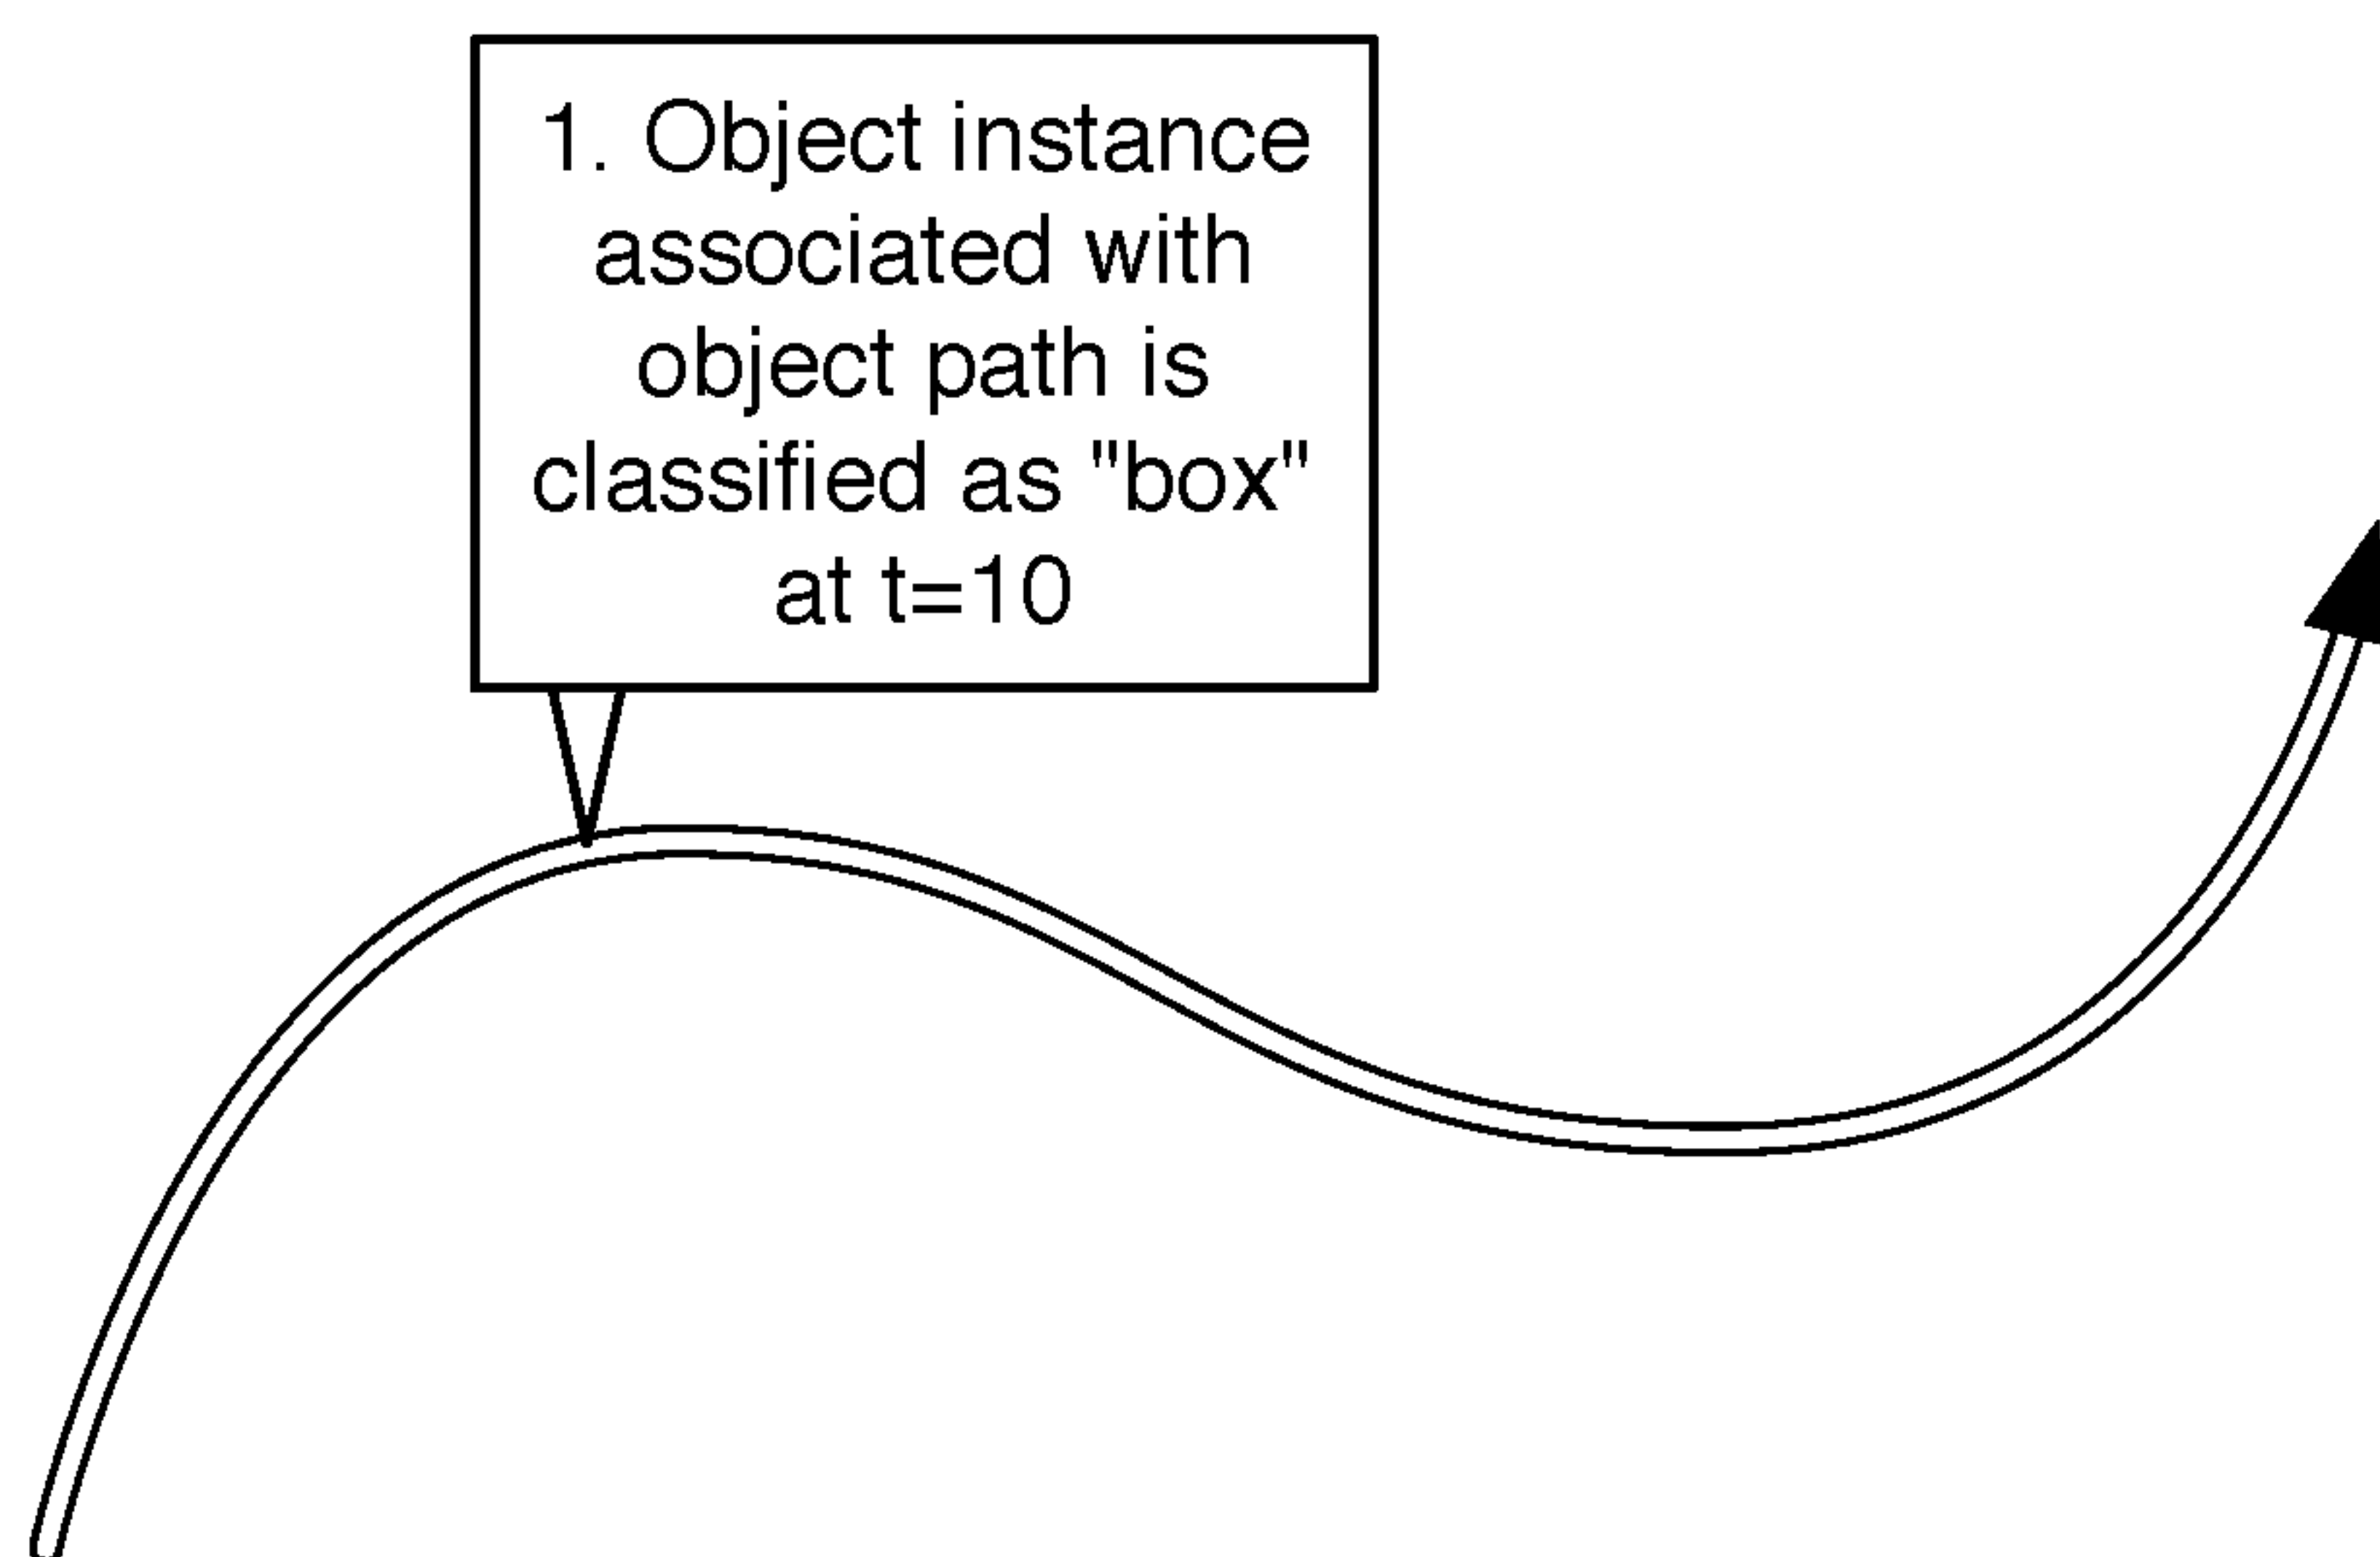 1. Object instance
associated with
object path is
classified as "box"
at t=10